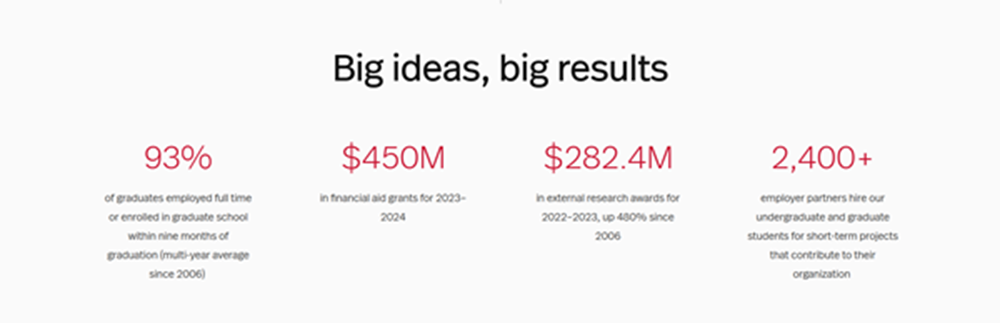 Big ideas, big results
93%
of graduates employed full time
or enrolled in graduate school
within nine months of
graduation (multi-year average
since 2006)
$450M
in financial aid grants for 2023–
2024
$282.4M
in external research awards for
2022–2023, up 480% since
2006
2,400+
employer partners hire our
undergraduate and graduate
students for short-term projects
that contribute to their
organization